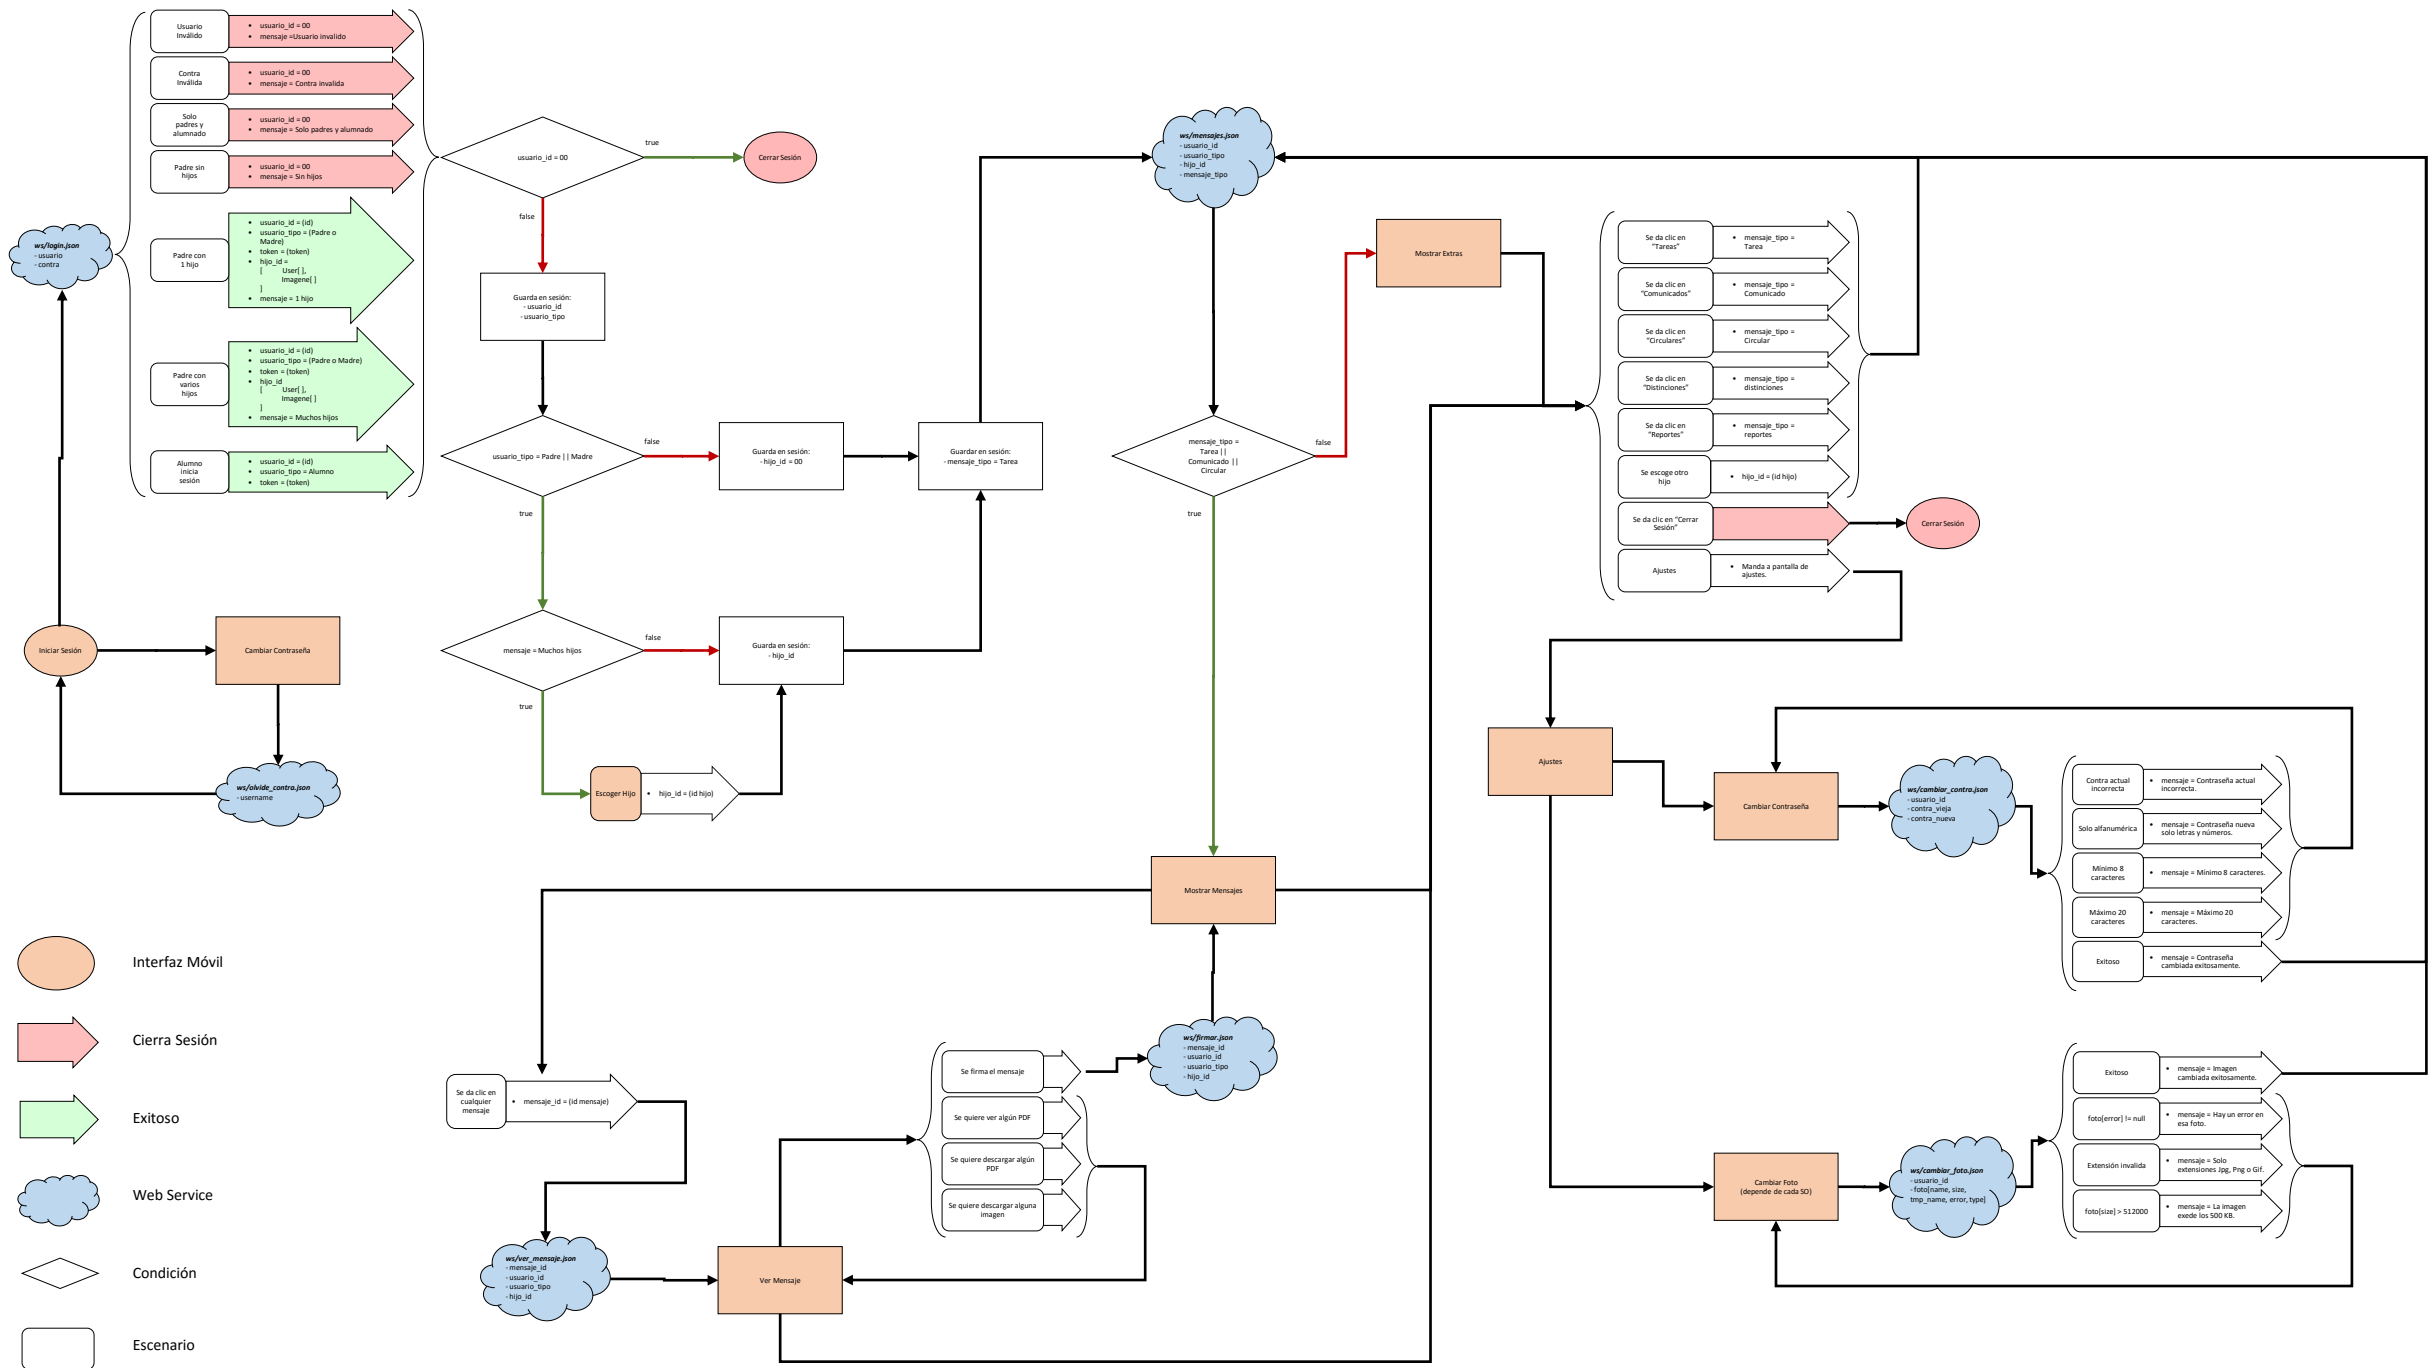 Usuario
Inválido
• usuario_id = 00
• mensaje =Usuario invalido
Contra
Inválida
• usuario_id = 00
• mensaje = Contra invalida
Solo
padres y
alumnado
• usuario_id = 00
• mensaje = Solo padres y alumnado
Padre sin
hijos
• usuario_id = 00
• mensaje = Sin hijos
Padre con
1 hijo
• usuario_id = (id)
• usuario_tipo = (Padre o
Madre)
• token = (token)
• hijo_id =
[ User[ ],
Imagene[ ]
]
• mensaje = 1 hijo
Padre con
varios
hijos
• usuario_id = (id)
• usuario_tipo = (Padre o Madre)
• token = (token)
• hijo_id
[ User[ ],
Imagene[ ]
]
• mensaje = Muchos hijos
Alumno
inicia
sesión
• usuario_id = (id)
• usuario_tipo = Alumno
• token = (token)
ws/login.json
- usuario
- contra
Iniciar Sesión
Cambiar Contraseña
ws/olvide_contra.json
- username
usuario_id = 00
true
Cerrar Sesión
false
Guarda en sesión:
- usuario_id
- usuario_tipo
usuario_tipo = Padre || Madre
false
Guarda en sesión:
- hijo_id = 00
Guardar en sesión:
- mensaje_tipo = Tarea
true
mensaje = Muchos hijos
false
Guarda en sesión:
- hijo_id
true
Escoger Hijo
• hijo_id = (id hijo)
ws/mensajes.json
- usuario_id
- usuario_tipo
- hijo_id
- mensaje_tipo
mensaje_tipo =
Tarea ||
Comunicado ||
Circular
false
true
Mostrar Extras
Se da clic en
"Tareas"
• mensaje_tipo =
Tarea
Se da clic en
"Comunicados"
• mensaje_tipo =
Comunicado
Se da clic en
"Circulares"
• mensaje_tipo =
Circular
Se da clic en
"Distinciones"
• mensaje_tipo =
distinciones
Se da clic en
"Reportes"
• mensaje_tipo =
reportes
Se escoge otro
hijo
• hijo_id = (id hijo)
Se da clic en "Cerrar
Sesión"
Cerrar Sesión
Ajustes
• Manda a pantalla de
ajustes.
Ajustes
Cambiar Contraseña
ws/cambiar_contra.json
- usuario_id
- contra_vieja
- contra_nueva
Contra actual
incorrecta
• mensaje = Contraseña actual
incorrecta.
Solo alfanumérica
• mensaje = Contraseña nueva
solo letras y números.
Mínimo 8
caracteres
• mensaje = Mínimo 8 caracteres.
Máximo 20
caracteres
• mensaje = Máximo 20
caracteres.
Exitoso
• mensaje = Contraseña
cambiada exitosamente.
Mostrar Mensajes
ws/firmar.json
- mensaje_id
- usuario_id
- usuario_tipo
- hijo_id
Se da clic en
cualquier
mensaje
• mensaje_id = (id mensaje)
ws/ver_mensaje.json
- mensaje_id
- usuario_id
- usuario_tipo
- hijo_id
Ver Mensaje
Se firma el mensaje
Se quiere ver algún PDF
Se quiere descargar algún
PDF
Se quiere descargar alguna
imagen
Cambiar Foto
(depende de cada SO)
ws/cambiar_foto.json
- usuario_id
- foto[name, size,
tmp_name, error, type]
Exitoso
• mensaje = Imagen
cambiada exitosamente.
foto[error] != null
• mensaje = Hay un error en
esa foto.
Extensión invalida
• mensaje = Solo
extensiones Jpg, Png o Gif.
foto[size] > 512000
• mensaje = La imagen
exede los 500 KB.
Interfaz Móvil
Cierra Sesión
Exitoso
Web Service
Condición
Escenario